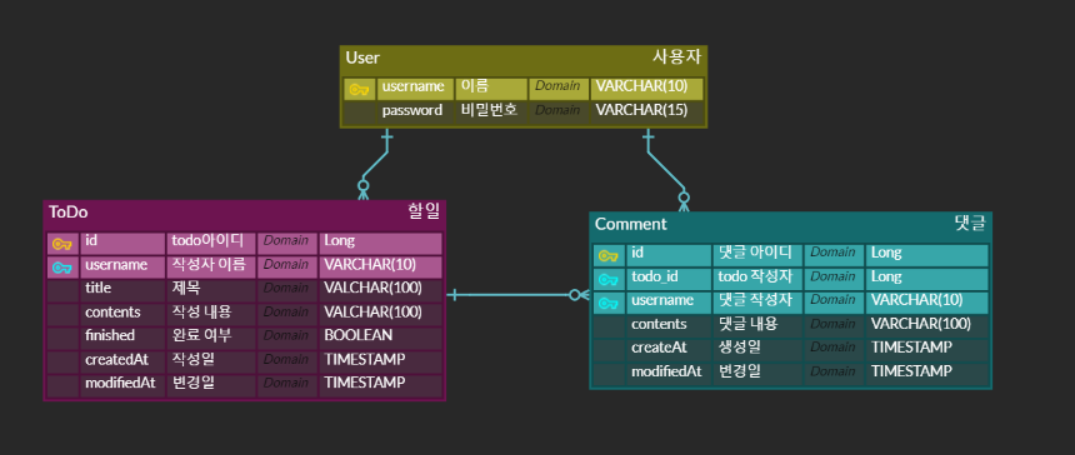 User 사용자
username 이름 Domain VARCHAR(10)
password 비밀번호 Domain VARCHAR(15)
ToDo 할일
id todo아이디 Domain Long
username 작성자 이름 Domain VARCHAR(10)
title 제목 Domain VALCHAR(100)
contents 작성 내용 Domain VALCHAR(100)
finished 완료 여부 Domain BOOLEAN
createdAt 작성일 Domain TIMESTAMP
modifiedAt 변경일 Domain TIMESTAMP
Comment 댓글
id 댓글 아이디 Domain Long
todo_id todo 작성자 Domain Long
username 댓글 작성자 Domain VARCHAR(10)
contents 댓글 내용 Domain VARCHAR(100)
createAt 생성일 Domain TIMESTAMP
modifiedAt 변경일 Domain TIMESTAMP